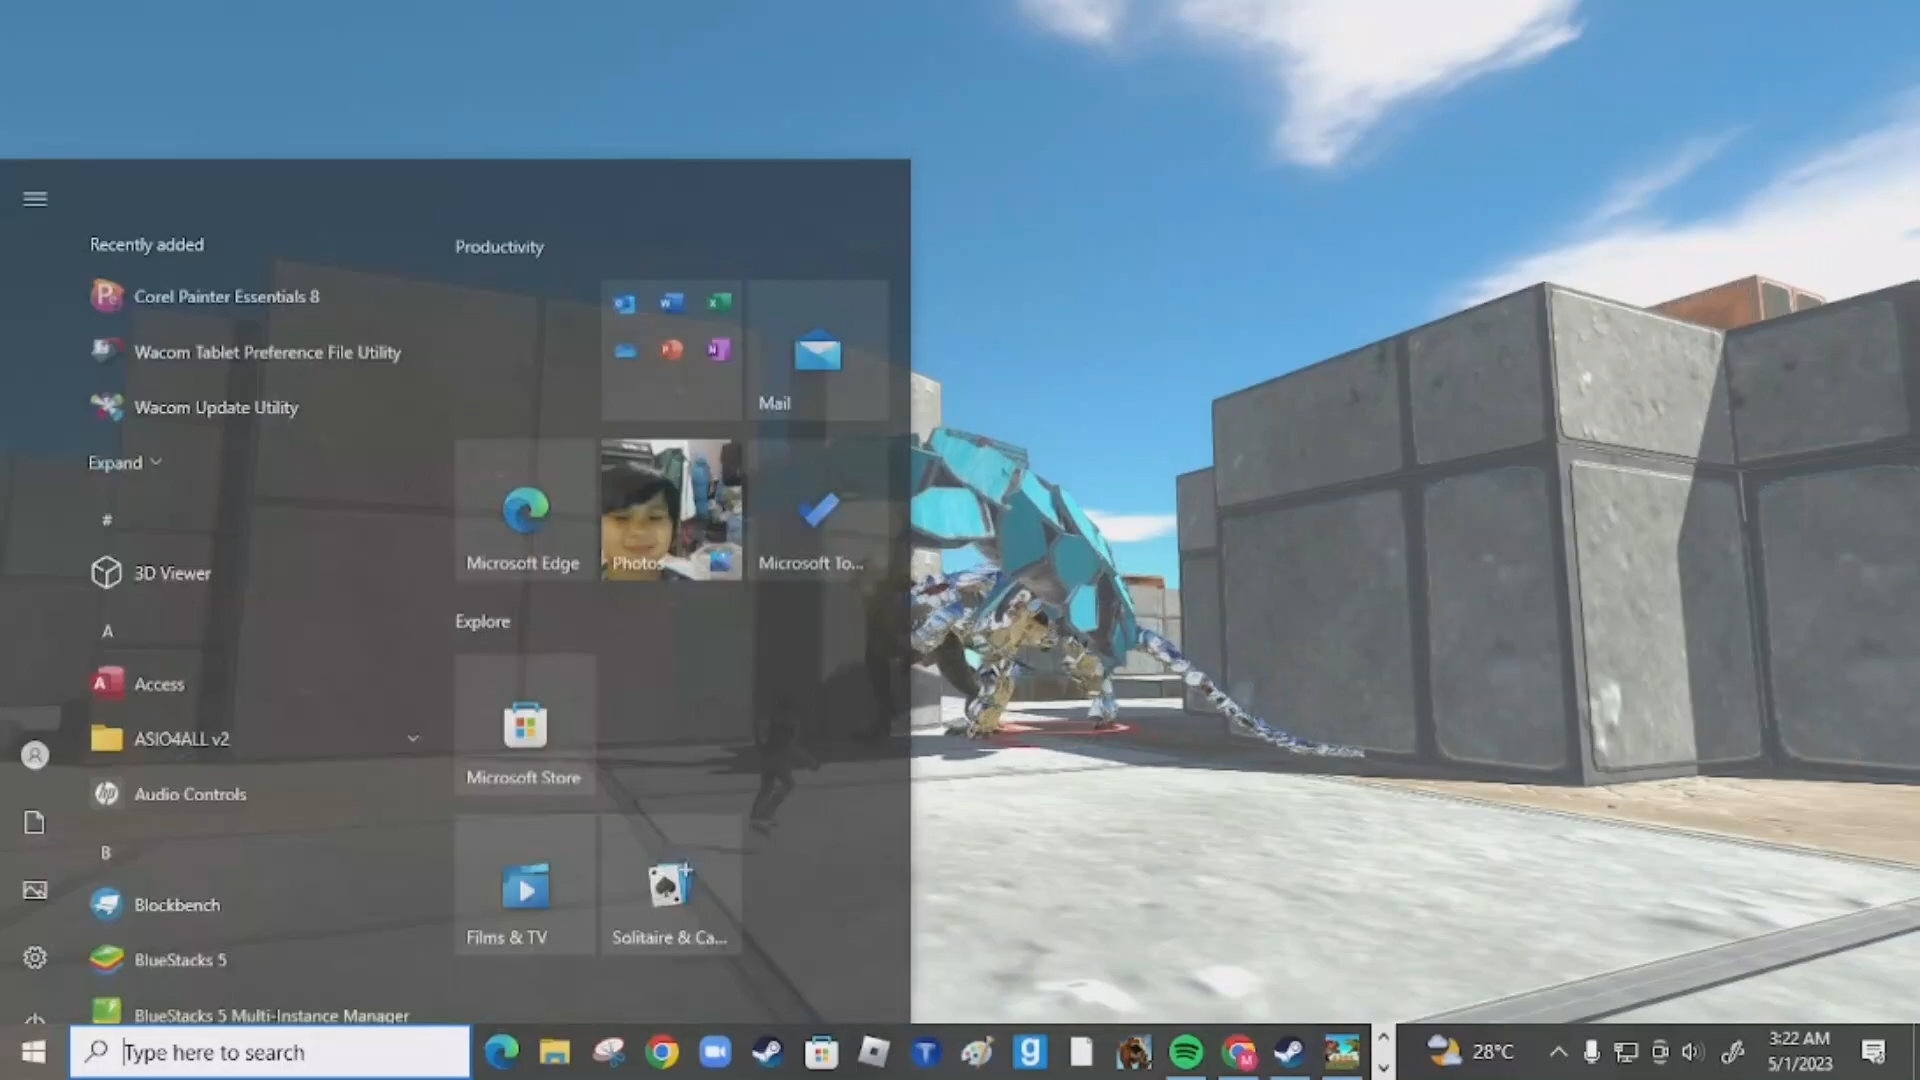 Recently added
Corel Painter Essentials 8
Wacom Tablet Preference File Utility
Wacom Update Utility
Expand
#
3D Viewer
A
Access
ASIO4ALL v2
Audio Controls
B
Blockbench
BlueStacks 5
BlueStacks 5 Multi-Instance Manager
Productivity
Mail
Microsoft Edge
Photos
Microsoft To...
Explore
Microsoft Store
Films & TV
Solitaire & Ca...
Type here to search
28°C
3:22 AM
5/1/2023